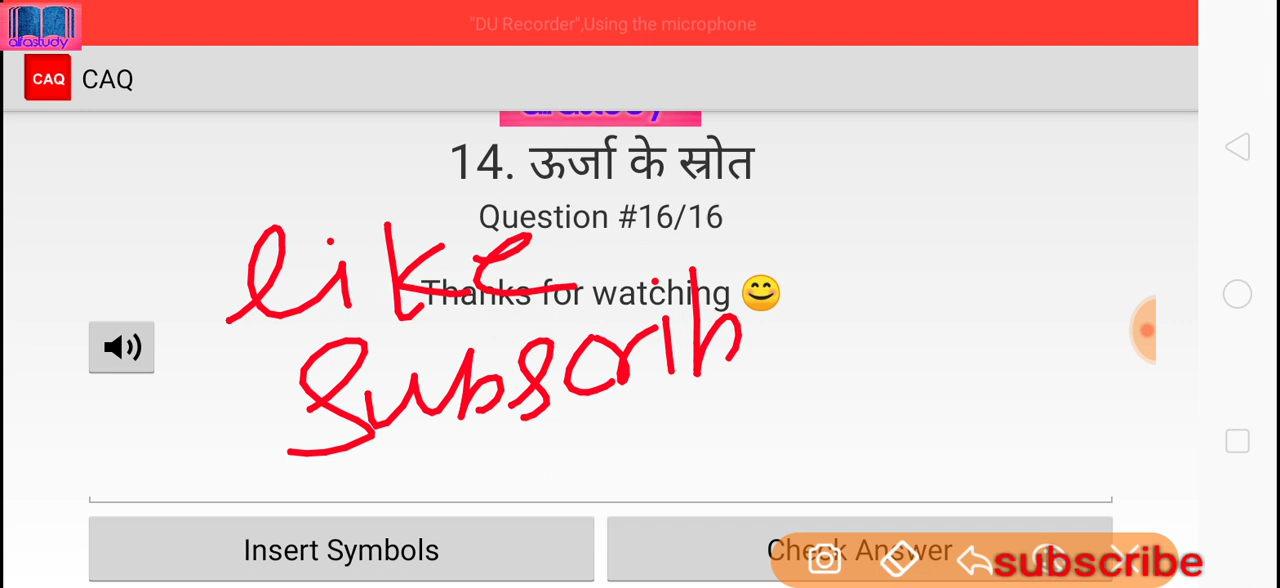 "DU Recorder",Using the microphone
alfastudy
CAQ CAQ
14. ऊर्जा के स्रोत
Question #16/16
like
Thanks for watching 😊
Subscrib
Insert Symbols
Check Answer
subscribe